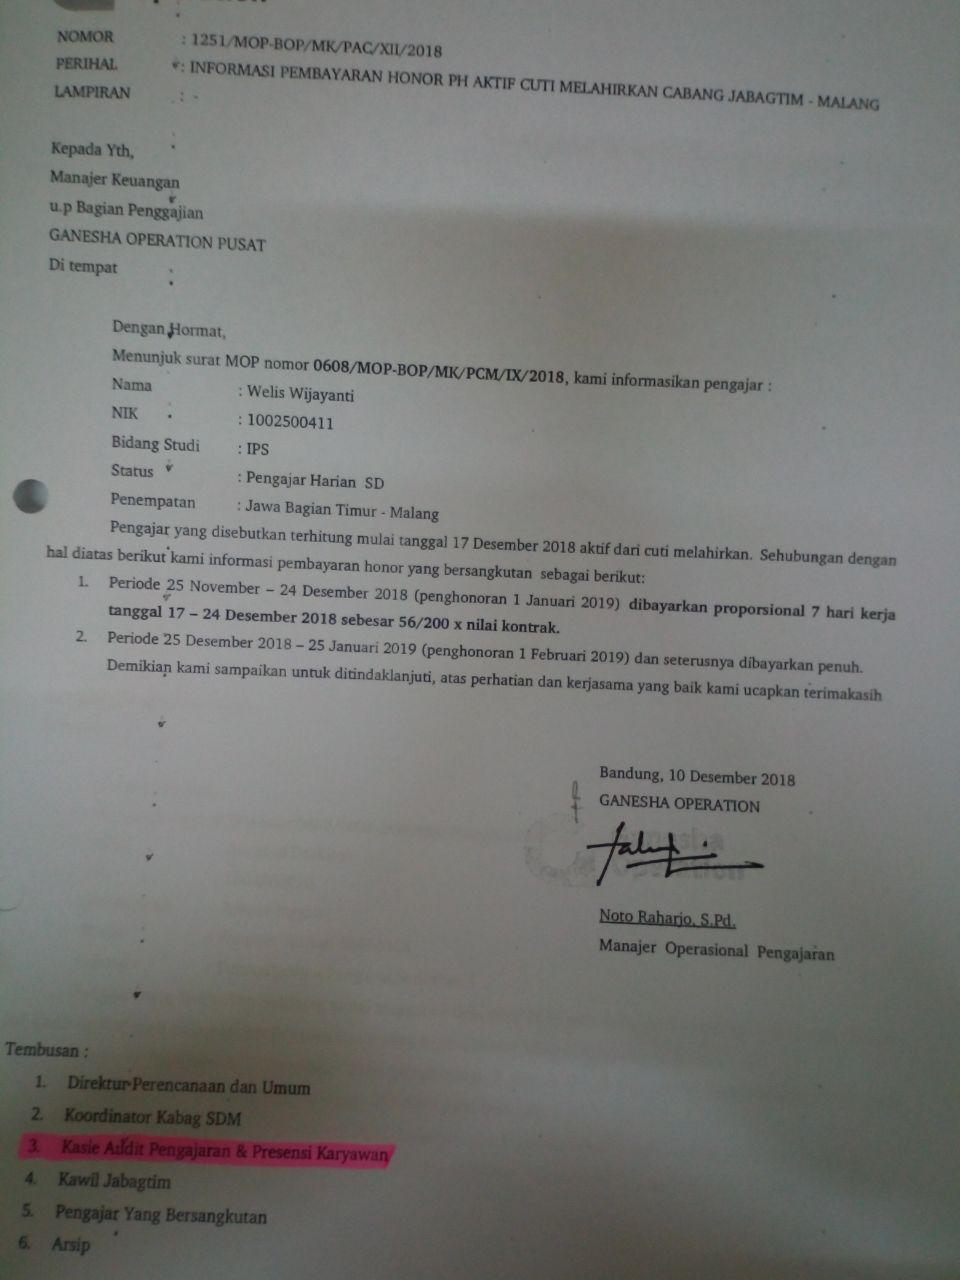 NOMOR : 1251/MOP-BOP/MK/PAC/XII/2018
PERIHAL : INFORMASI PEMBAYARAN HONOR PH AKTIF CUTI MELAHIRKAN CABANG JABAGTIM - MALANG
LAMPIRAN : -
Kepada Yth,
Manajer Keuangan
u.p Bagian Penggajian
GANESHA OPERATION PUSAT
Di tempat
Dengan Hormat,
Menunjuk surat MOP nomor 0608/MOP-BOP/MK/PCM/IX/2018, kami informasikan pengajar :
Nama : Welis Wijayanti
NIK : 1002500411
Bidang Studi : IPS
Status : Pengajar Harian SD
Penempatan : Jawa Bagian Timur - Malang
Pengajar yang disebutkan terhitung mulai tanggal 17 Desember 2018 aktif dari cuti melahirkan. Sehubungan dengan
hal diatas berikut kami informasi pembayaran honor yang bersangkutan sebagai berikut:
1. Periode 25 November – 24 Desember 2018 (penghonoran 1 Januari 2019) dibayarkan proporsional 7 hari kerja
tanggal 17 – 24 Desember 2018 sebesar 56/200 x nilai kontrak.
2. Periode 25 Desember 2018 – 25 Januari 2019 (penghonoran 1 Februari 2019) dan seterusnya dibayarkan penuh.
Demikian kami sampaikan untuk ditindaklanjuti, atas perhatian dan kerjasama yang baik kami ucapkan terimakasih
Bandung, 10 Desember 2018
GANESHA OPERATION
Noto Raharjo, S.Pd.
Manajer Operasional Pengajaran
Tembusan :
1. Direktur Perencanaan dan Umum
2. Koordinator Kabag SDM
3. Kasie Audit Pengajaran & Presensi Karyawan
4. Kawil Jabagtim
5. Pengajar Yang Bersangkutan
6. Arsip